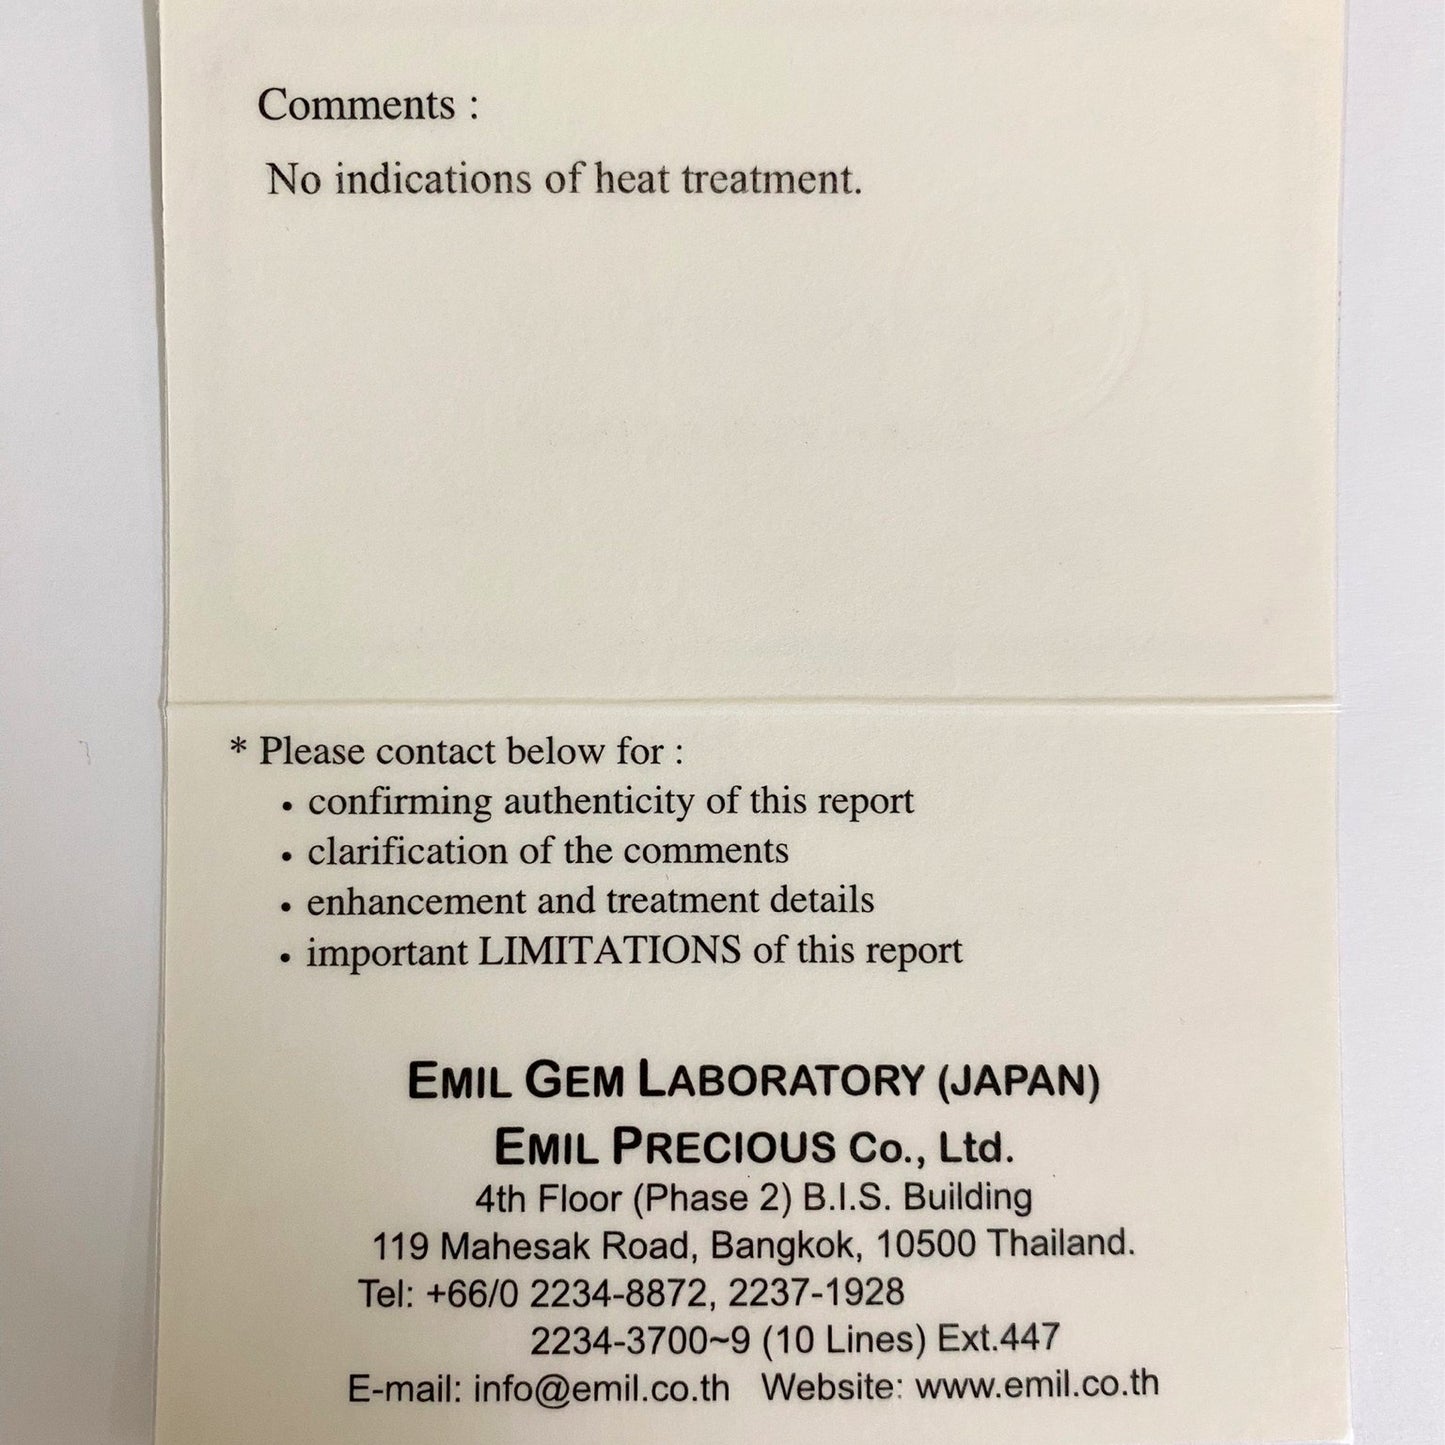 Comments :
No indications of heat treatment.
* Please contact below for :
• confirming authenticity of this report
• clarification of the comments
• enhancement and treatment details
• important LIMITATIONS of this report
EMIL GEM LABORATORY (JAPAN)
EMIL PRECIOUS Co., Ltd.
4th Floor (Phase 2) B.I.S. Building
119 Mahesak Road, Bangkok, 10500 Thailand.
Tel: +66/0 2234-8872, 2237-1928
2234-3700~9 (10 Lines) Ext.447
E-mail: info@emil.co.th Website: www.emil.co.th